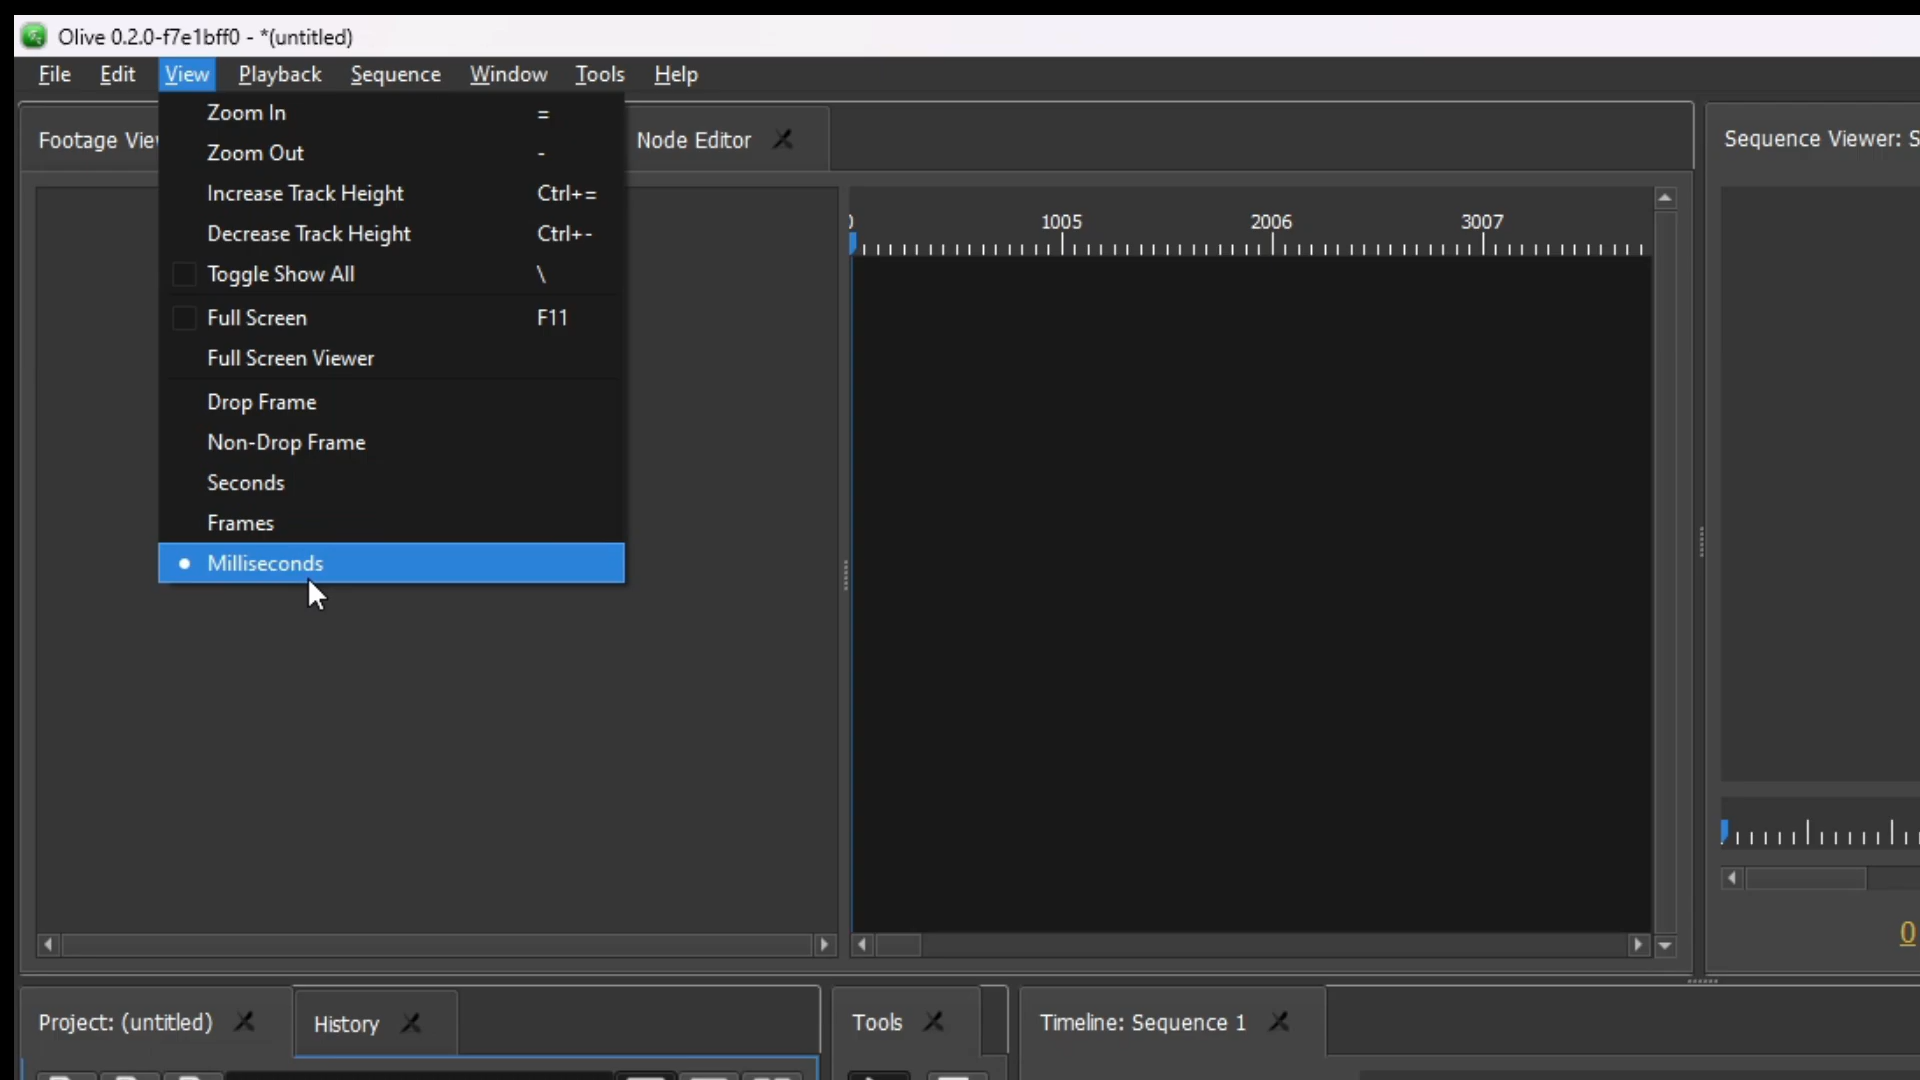 Olive 0.2.0-f7e1bff0 - *(untitled)
File Edit View Playback Sequence Window Tools Help
Footage Vie
Node Editor
Sequence Viewer: S
Zoom In =
Zoom Out -
Increase Track Height Ctrl+=
Decrease Track Height Ctrl+-
Toggle Show All \
Full Screen F11
Full Screen Viewer
Drop Frame
Non-Drop Frame
Seconds
Frames
Milliseconds
0 1005 2006 3007
0
Project: (untitled)
History
Tools
Timeline: Sequence 1